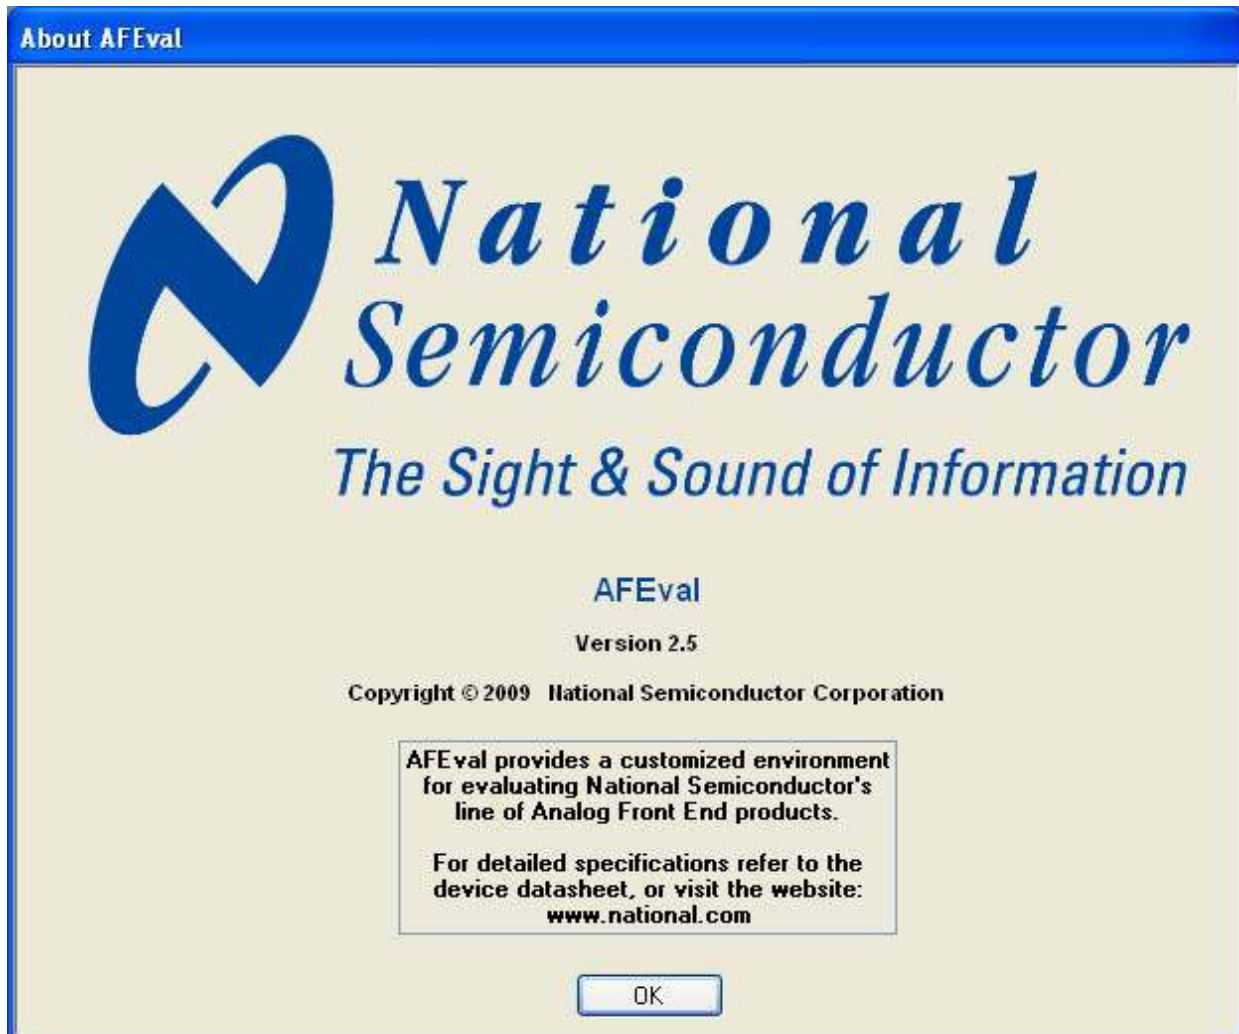 About AFEval
National
Semiconductor
The Sight & Sound of Information
AFEval
Version 2.5
Copyright © 2009 National Semiconductor Corporation
AFEval provides a customized environment
for evaluating National Semiconductor's
line of Analog Front End products.
For detailed specifications refer to the
device datasheet, or visit the website:
www.national.com
OK